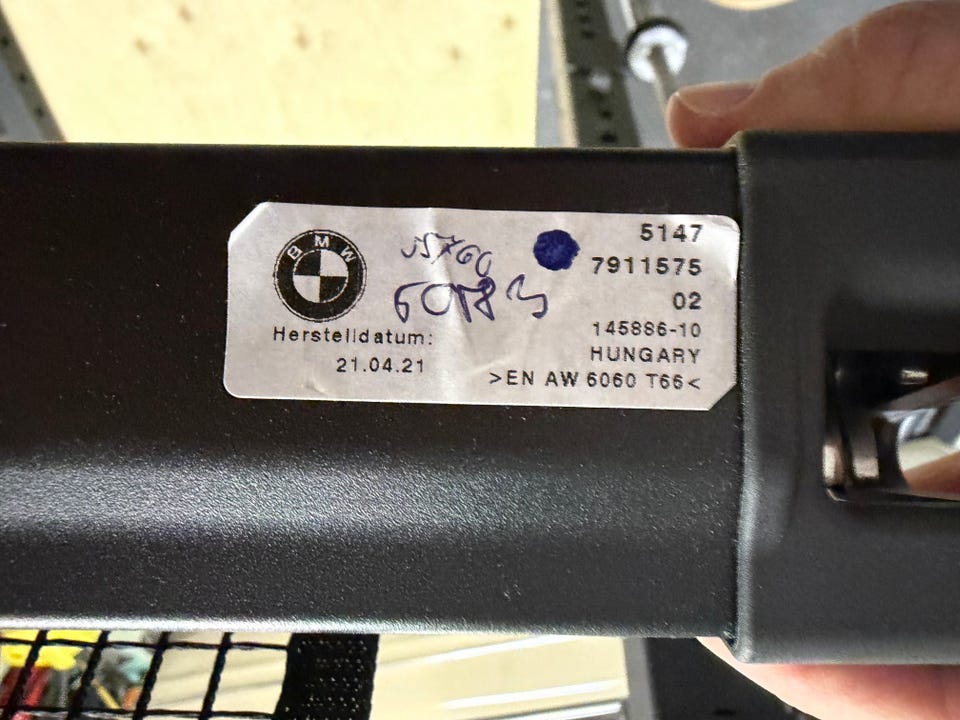 BMW
5147
7911575
02
145886-10
HUNGARY
>EN AW 6060 T66<
Herstelldatum:
21.04.21